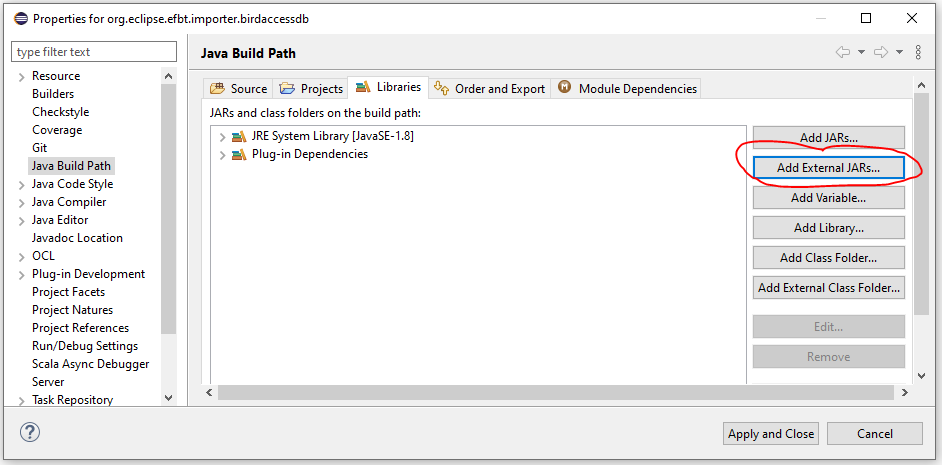 Properties for org.eclipse.efbt.importer.birdaccessdb
type filter text
Resource
Builders
Checkstyle
Coverage
Git
Java Build Path
Java Code Style
Java Compiler
Java Editor
Javadoc Location
OCL
Plug-in Development
Project Facets
Project Natures
Project References
Run/Debug Settings
Scala Async Debugger
Server
Task Repository
Java Build Path
Source Projects Libraries Order and Export M Module Dependencies
JARs and class folders on the build path:
JRE System Library [JavaSE-1.8]
Plug-in Dependencies
Add JARs...
Add External JARs...
Add Variable...
Add Library...
Add Class Folder...
Add External Class Folder...
Edit...
Remove
? Apply and Close Cancel